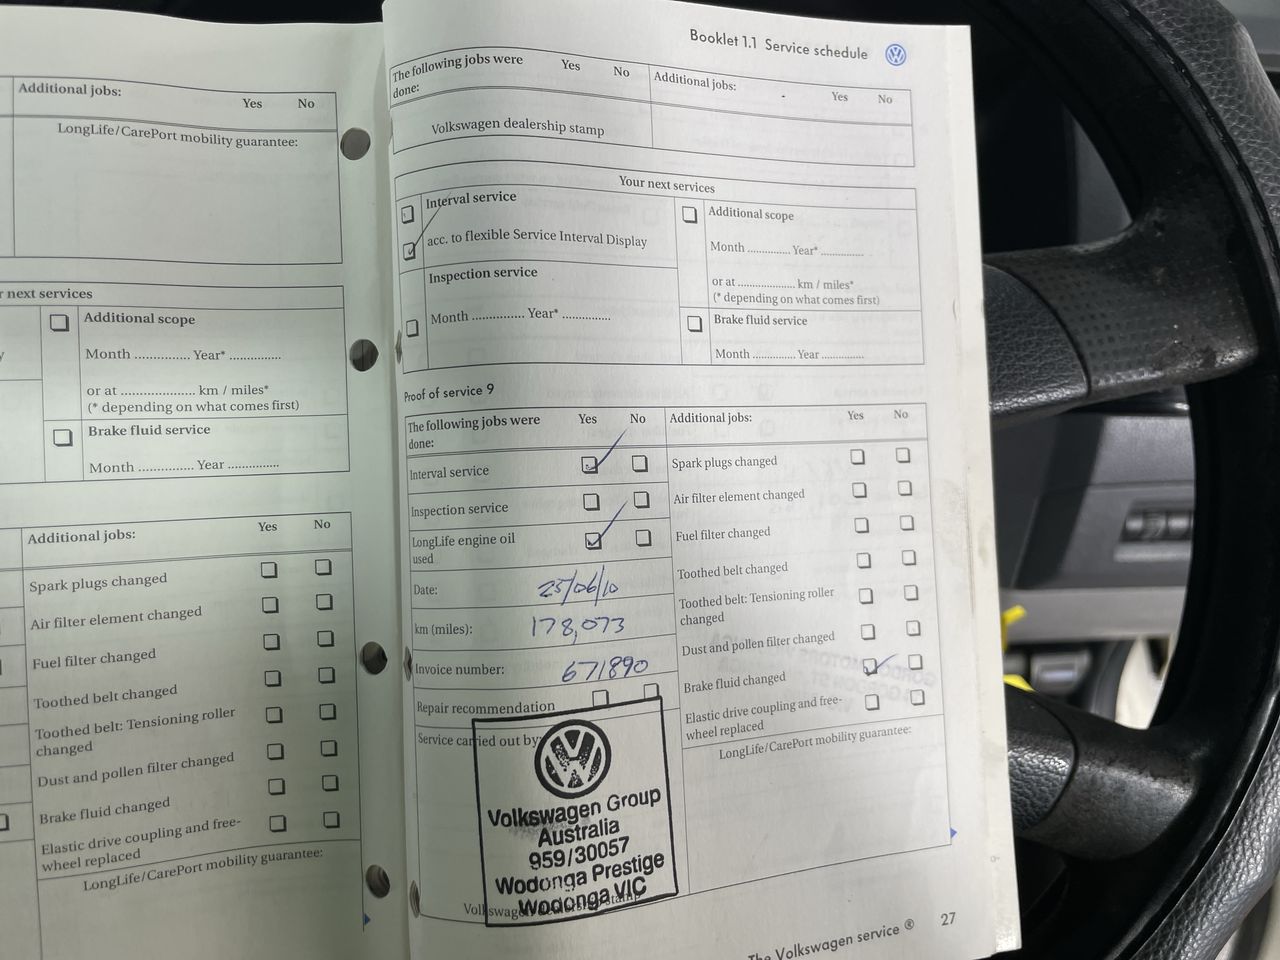 Additional jobs:
Yes No
LongLife/CarePort mobility guarantee:
next services
Additional scope
Month .............. Year* .............
or at .................... km / miles*
(* depending on what comes first)
Brake fluid service
Month .............. Year .............
Additional jobs: Yes No
Spark plugs changed
Air filter element changed
Fuel filter changed
Toothed belt changed
Toothed belt: Tensioning roller
changed
Dust and pollen filter changed
Brake fluid changed
Elastic drive coupling and free-
wheel replaced
LongLife/CarePort mobility guarantee:
Booklet 1.1 Service schedule
The following jobs were Yes No
done:
Additional jobs: Yes No
Volkswagen dealership stamp
Your next services
Interval service
acc. to flexible Service Interval Display
Inspection service
Month .............. Year* .............
Additional scope
Month .............. Year* .............
or at .................... km / miles*
(* depending on what comes first)
Brake fluid service
Month .............. Year .............
Proof of service 9
The following jobs were Yes No
done:
Interval service
Inspection service
LongLife engine oil
used
Date: 25/06/10
km (miles): 178,073
Invoice number: 671890
Repair recommendation
Service carried out by:
Volkswagen Group
Australia
959/30057
Wodonga Prestige
Wodonga VIC
Volkswagen dealership stamp
Additional jobs: Yes No
Spark plugs changed
Air filter element changed
Fuel filter changed
Toothed belt changed
Toothed belt: Tensioning roller
changed
Dust and pollen filter changed
Brake fluid changed
Elastic drive coupling and free-
wheel replaced
LongLife/CarePort mobility guarantee:
The Volkswagen service ® 27